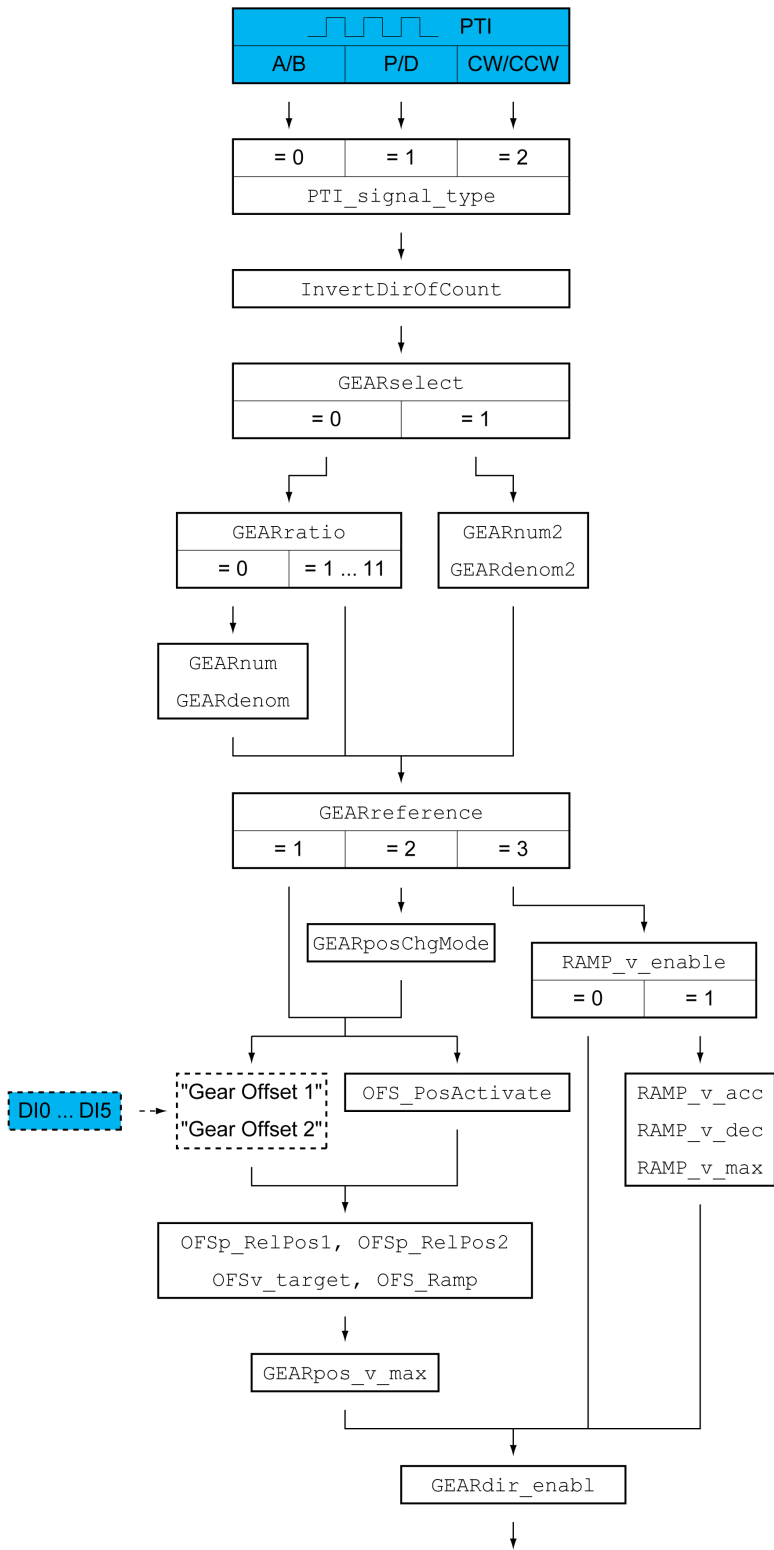 PTI
A/B P/D CW/CCW
= 0 = 1 = 2
PTI_signal_type
InvertDirOfCount
GEARselect
= 0 = 1
GEARratio
= 0 = 1 ... 11
GEARnum2
GEARdenom2
GEARnum
GEARdenom
GEARreference
= 1 = 2 = 3
GEARposChgMode
RAMP_v_enable
= 0 = 1
DI0 ... DI5
"Gear Offset 1"
"Gear Offset 2"
OFS_PosActivate
RAMP_v_acc
RAMP_v_dec
RAMP_v_max
OFSp_RelPos1, OFSp_RelPos2
OFSv_target, OFS_Ramp
GEARpos_v_max
GEARdir_enabl